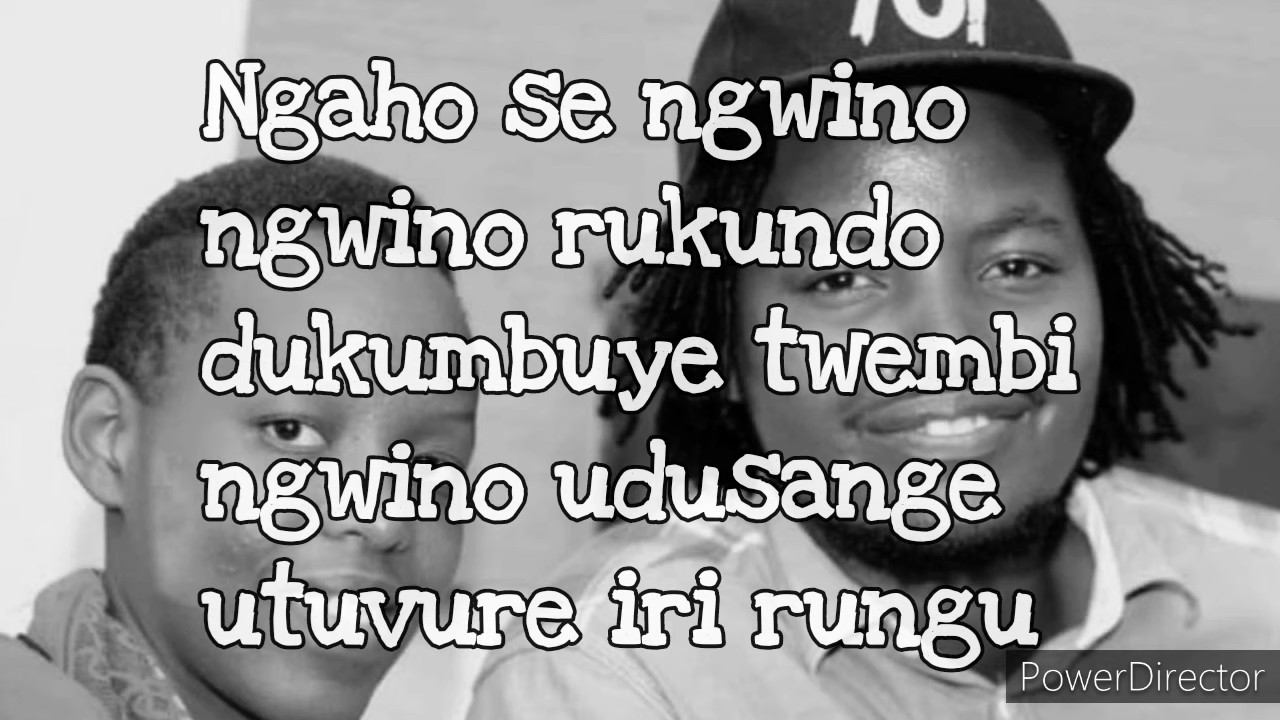 Ngaho se ngwino
ngwino rukundo
dukumbuye twembi
ngwino udusange
utuvure iri rungu
PowerDirector